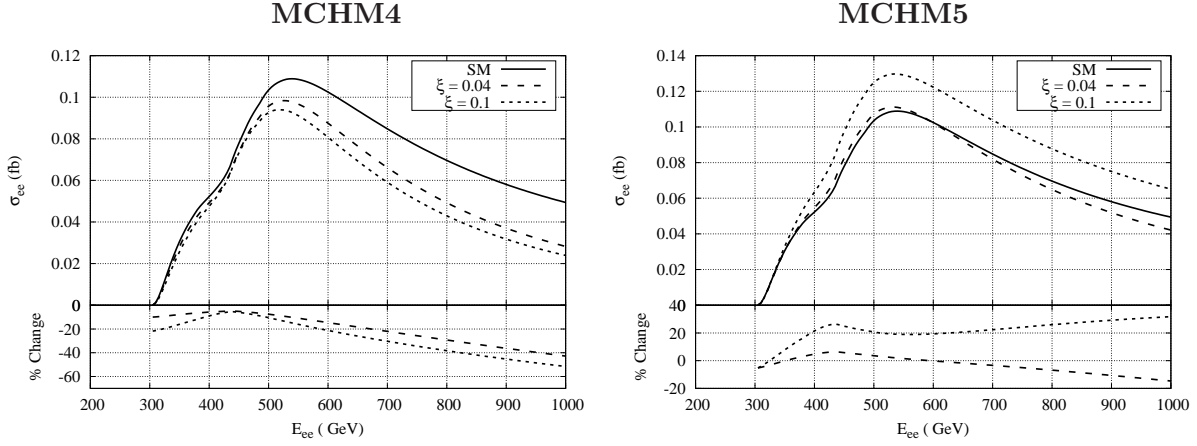 MCHM4
0.12
0.1
0.08
0.06
0.04
0.02
0
σee (fb)
SM
ξ = 0.04
ξ = 0.1
0
-20
-40
-60
% Change
200 300 400 500 600 700 800 900 1000
Eee ( GeV)
MCHM5
0.14
0.12
0.1
0.08
0.06
0.04
0.02
0
σee (fb)
SM
ξ = 0.04
ξ = 0.1
40
20
0
-20
% Change
200 300 400 500 600 700 800 900 1000
Eee ( GeV)